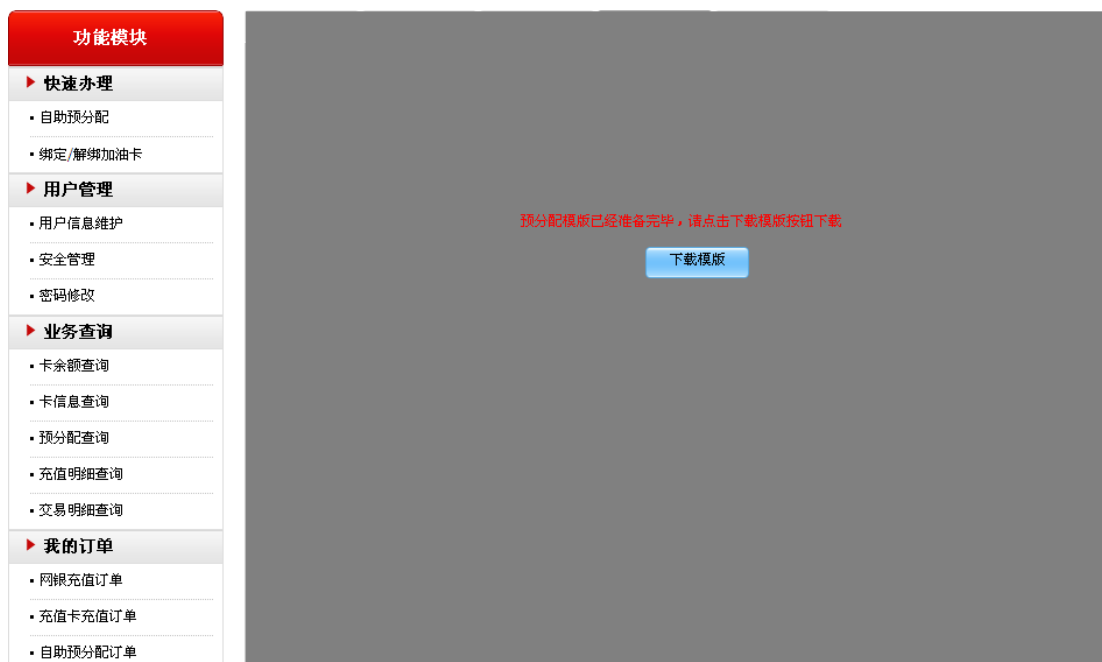 功能模块
快速办理
自助预分配
绑定/解绑加油卡
用户管理
用户信息维护
安全管理
密码修改
业务查询
卡余额查询
卡信息查询
预分配查询
充值明细查询
交易明细查询
我的订单
网银充值订单
充值卡充值订单
自助预分配订单
预分配模版已经准备完毕，请点击下载模版按钮下载
下载模版